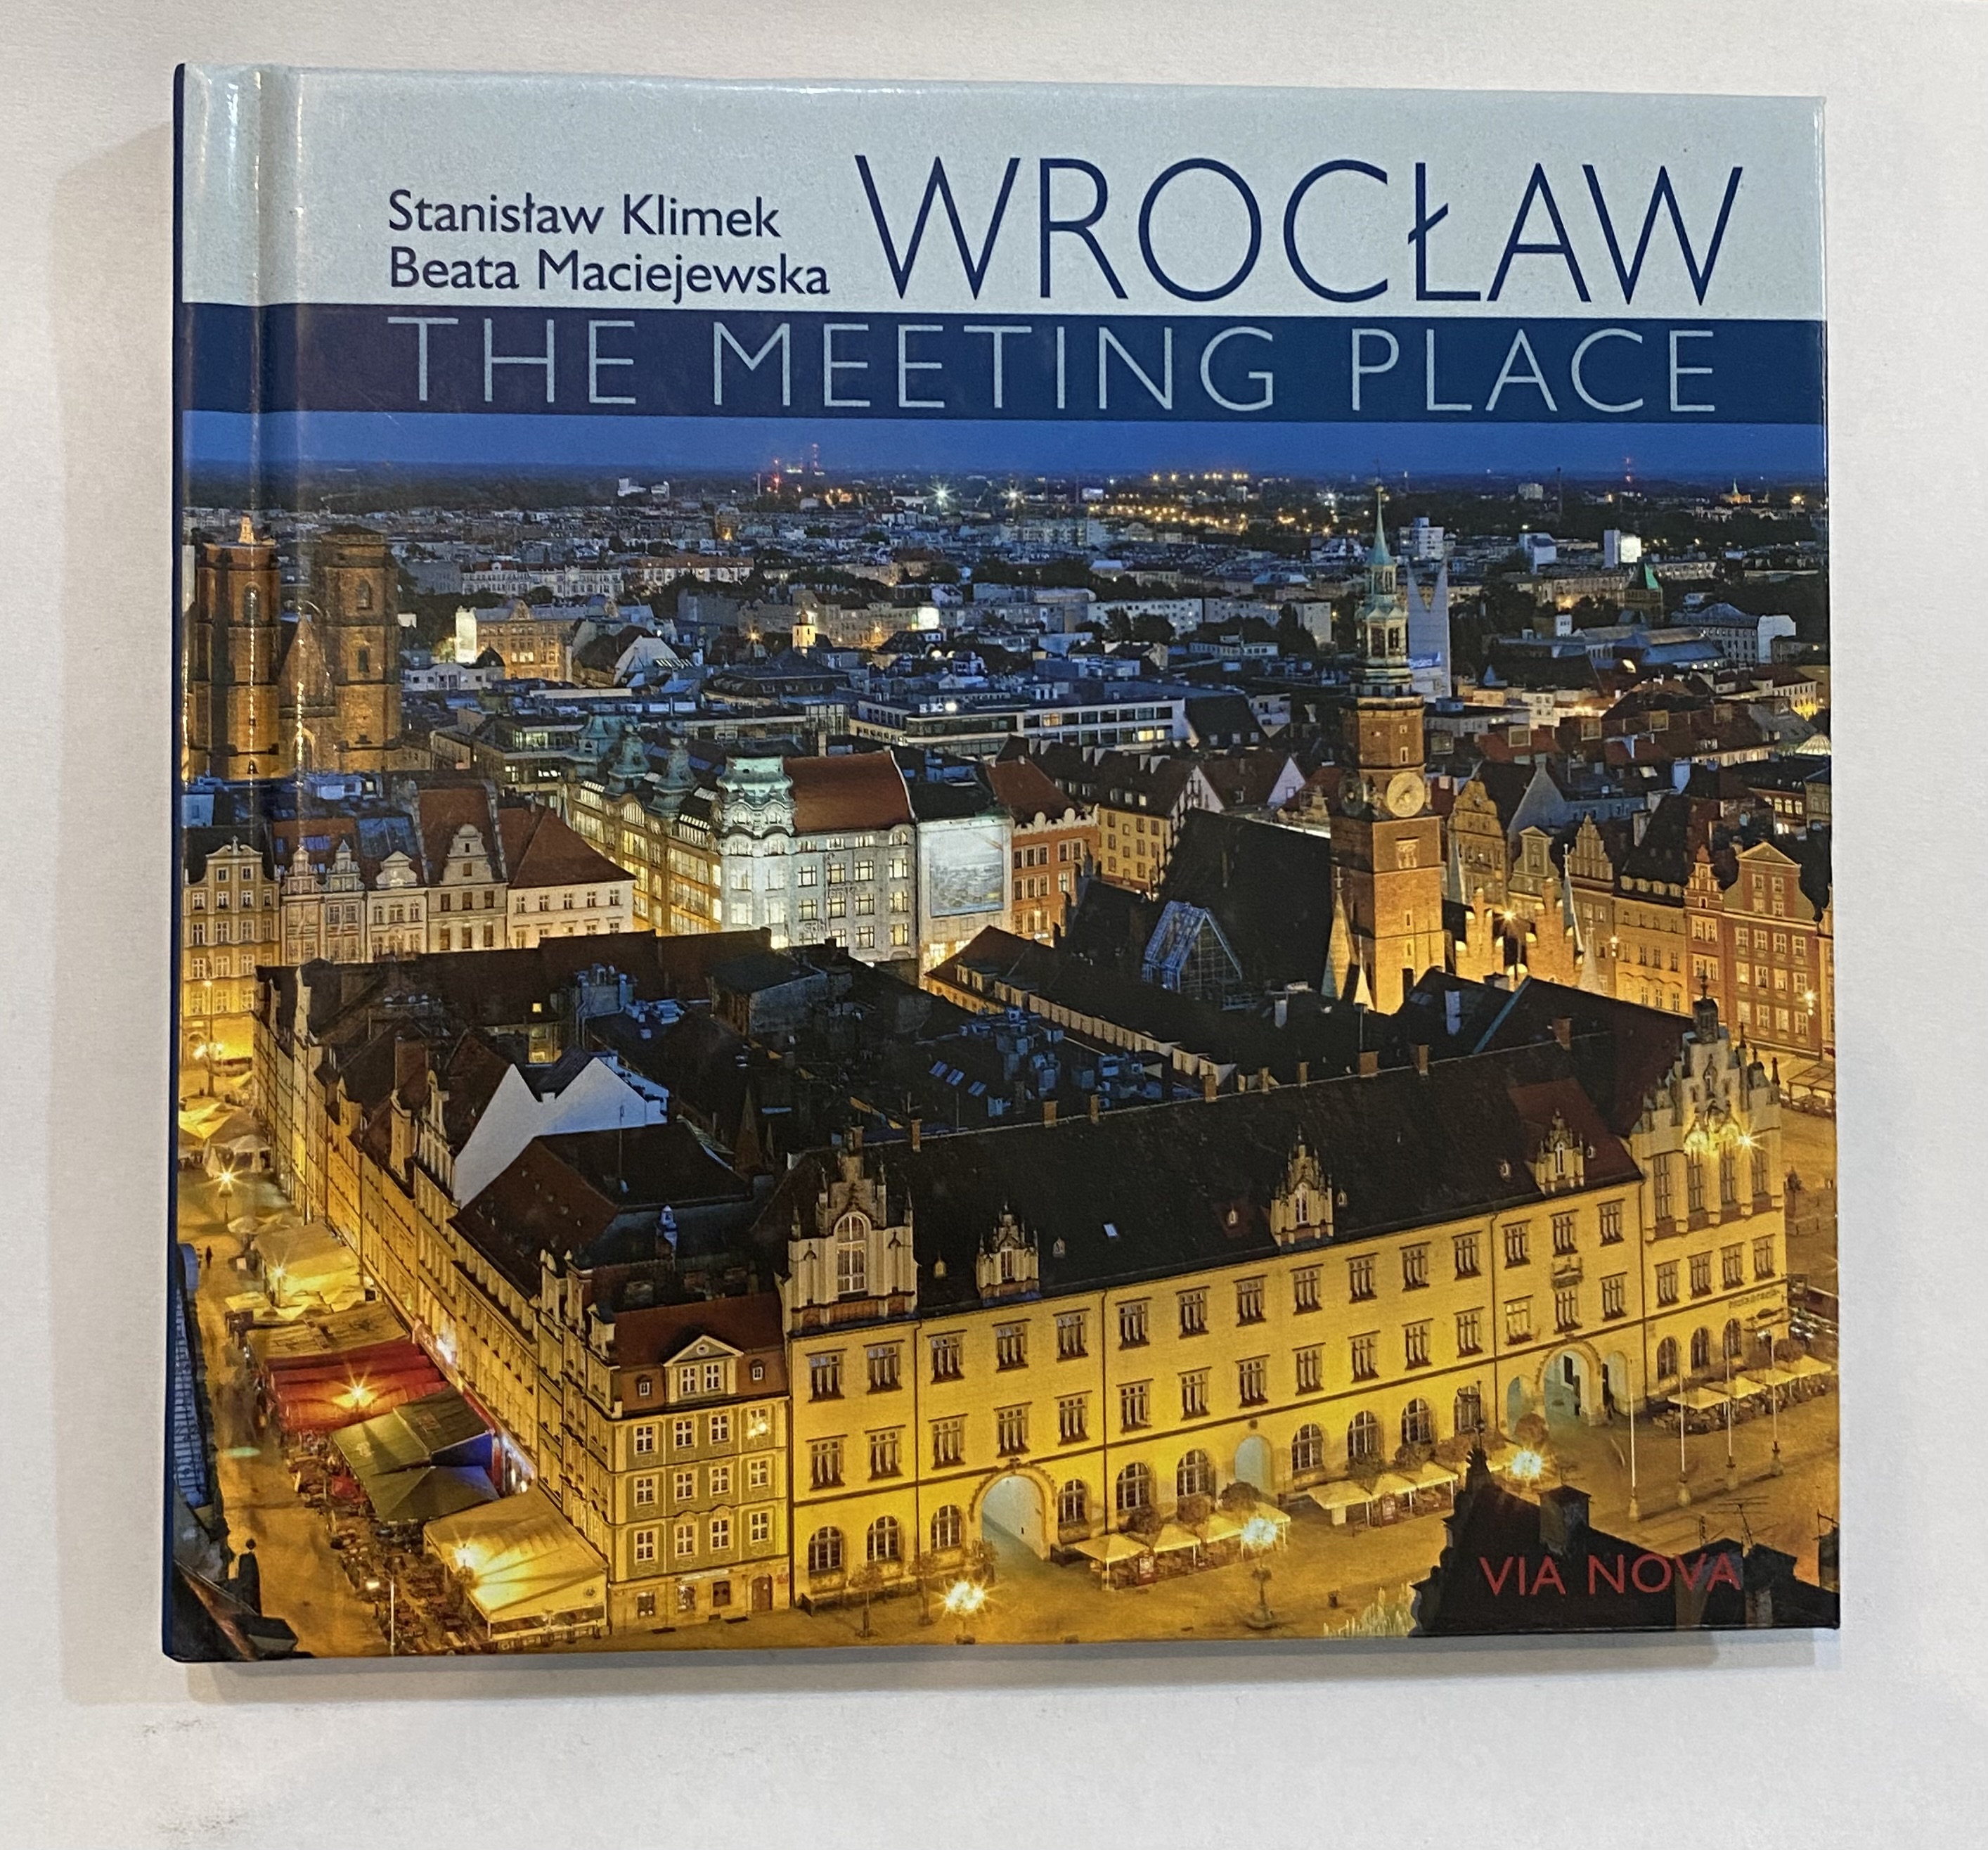 Stanisław Klimek
Beata Maciejewska
WROCŁAW
THE MEETING PLACE
VIA NOVA